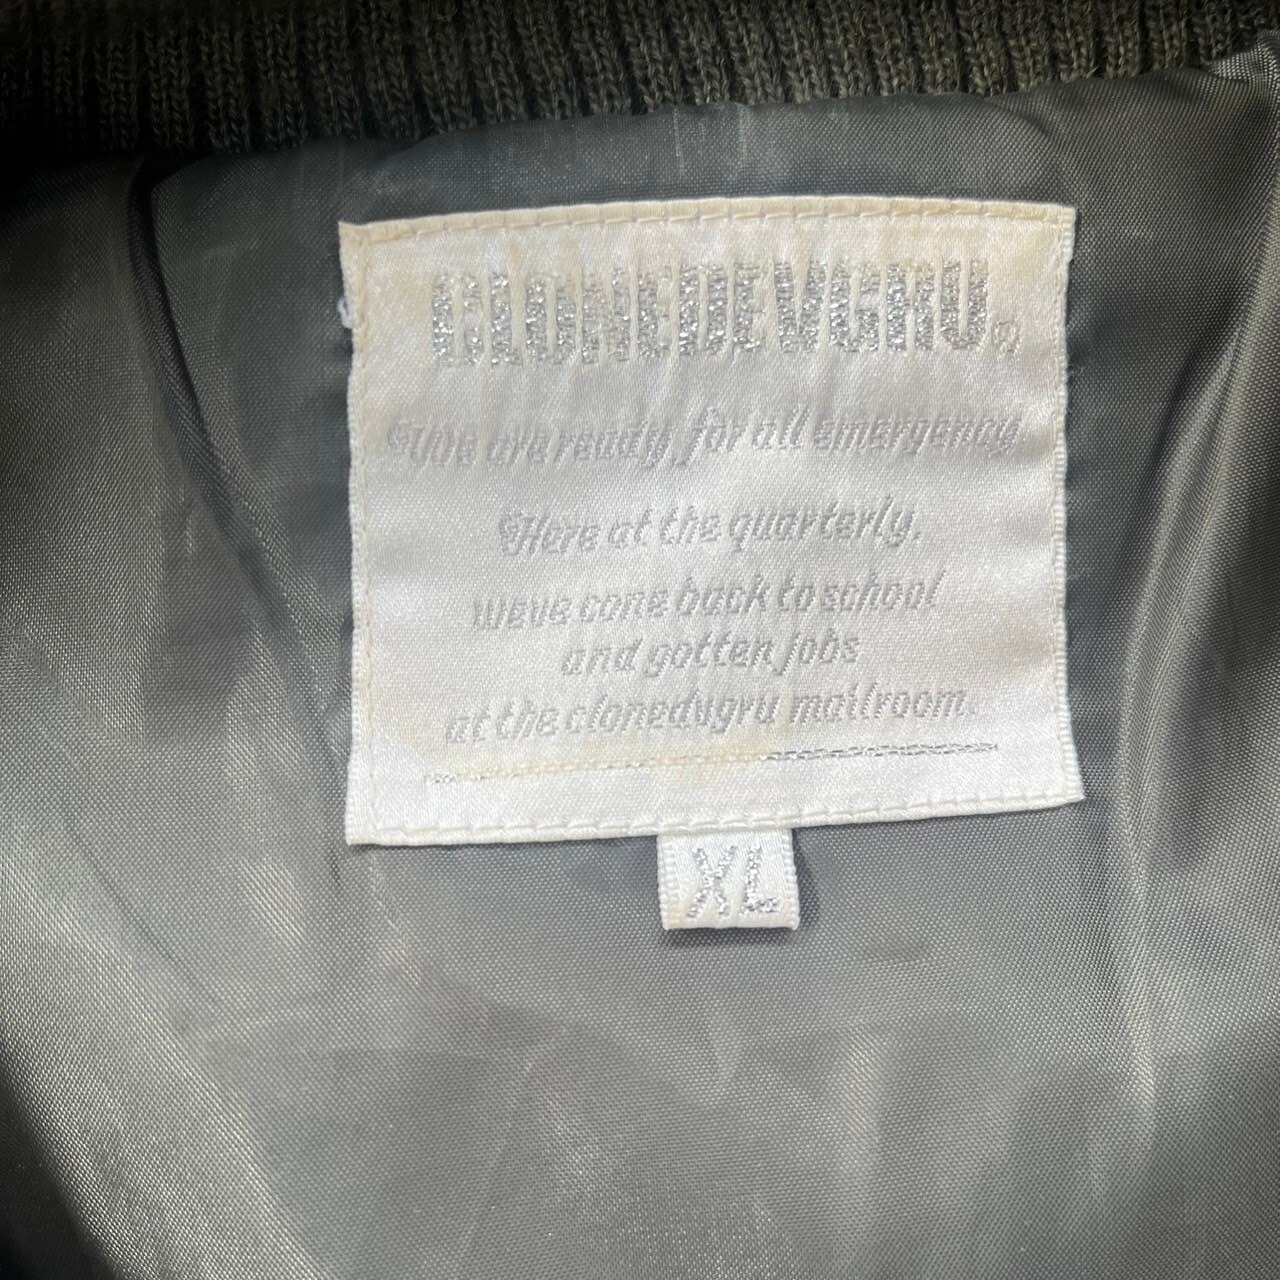 CLONEDEVGRU®
"We are ready, for all emergency.
"Here at the quarterly,
weve come back to school
and gotten jobs
at the clonedvgru mailroom.
XL